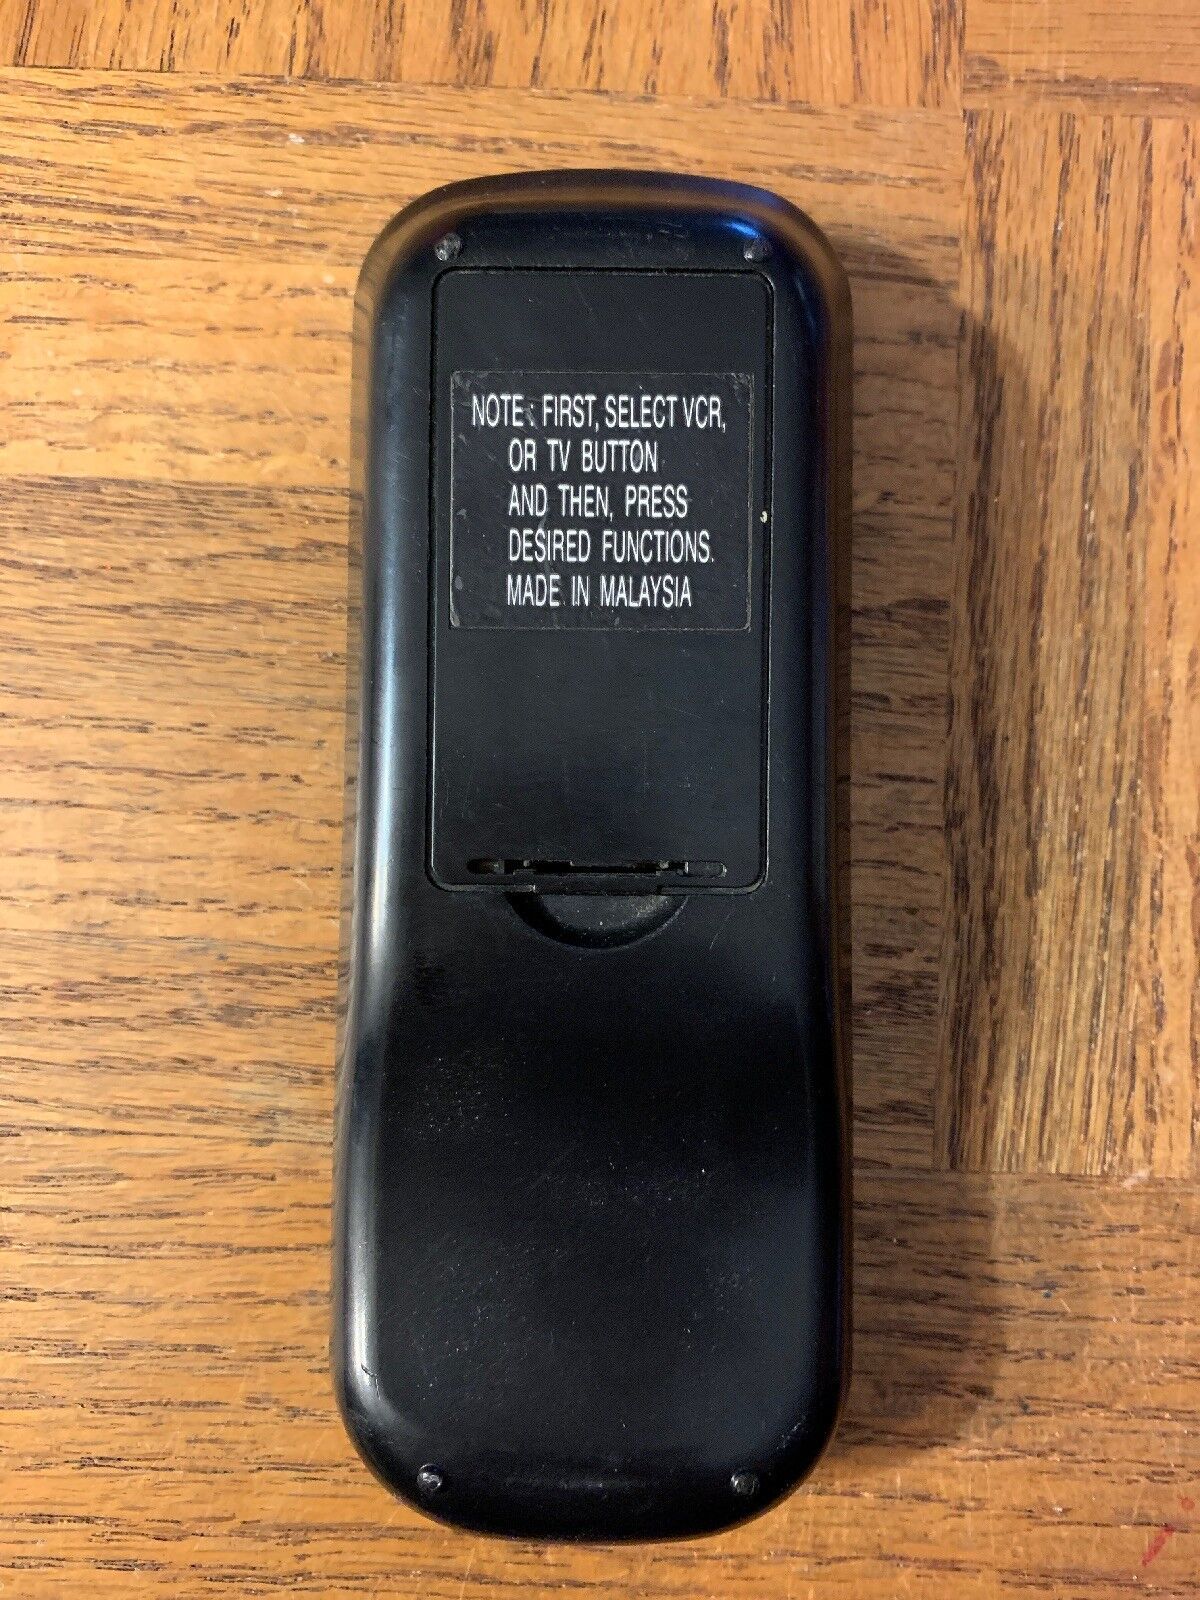 NOTE : FIRST, SELECT VCR,
OR TV BUTTON
AND THEN, PRESS
DESIRED FUNCTIONS.
MADE IN MALAYSIA